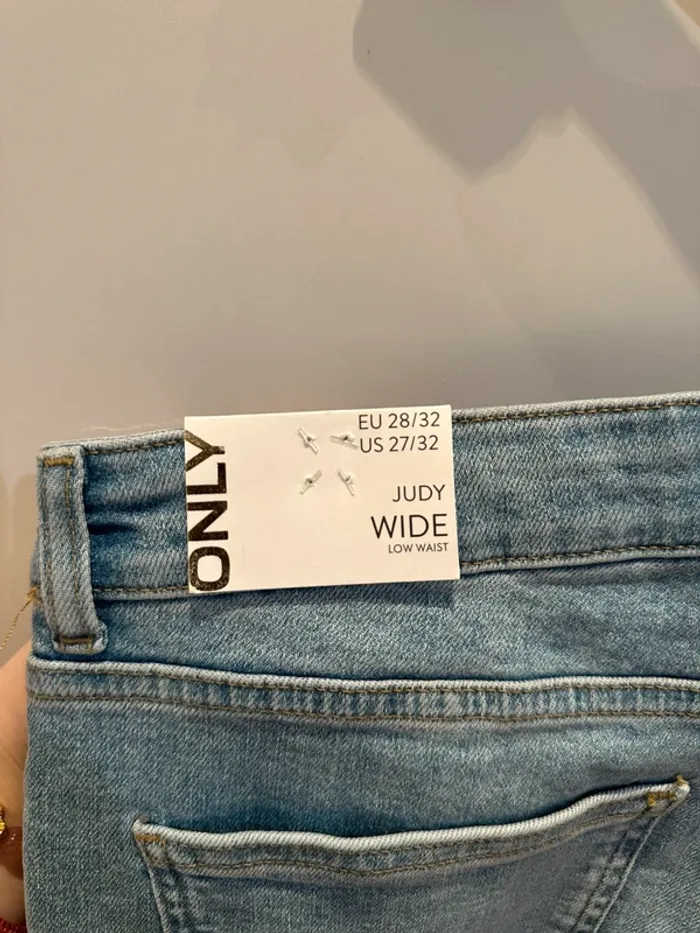 ONLY
EU 28/32
US 27/32
JUDY
WIDE
LOW WAIST